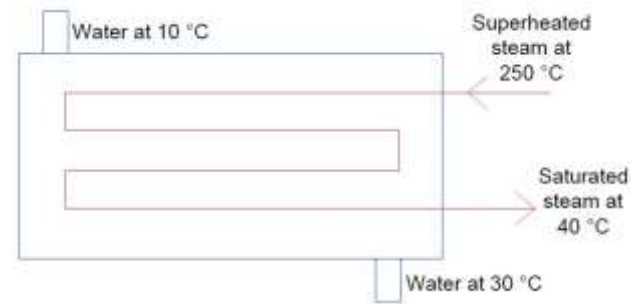 Water at 10 °C
Superheated
steam at
250 °C
Saturated
steam at
40 °C
Water at 30 °C